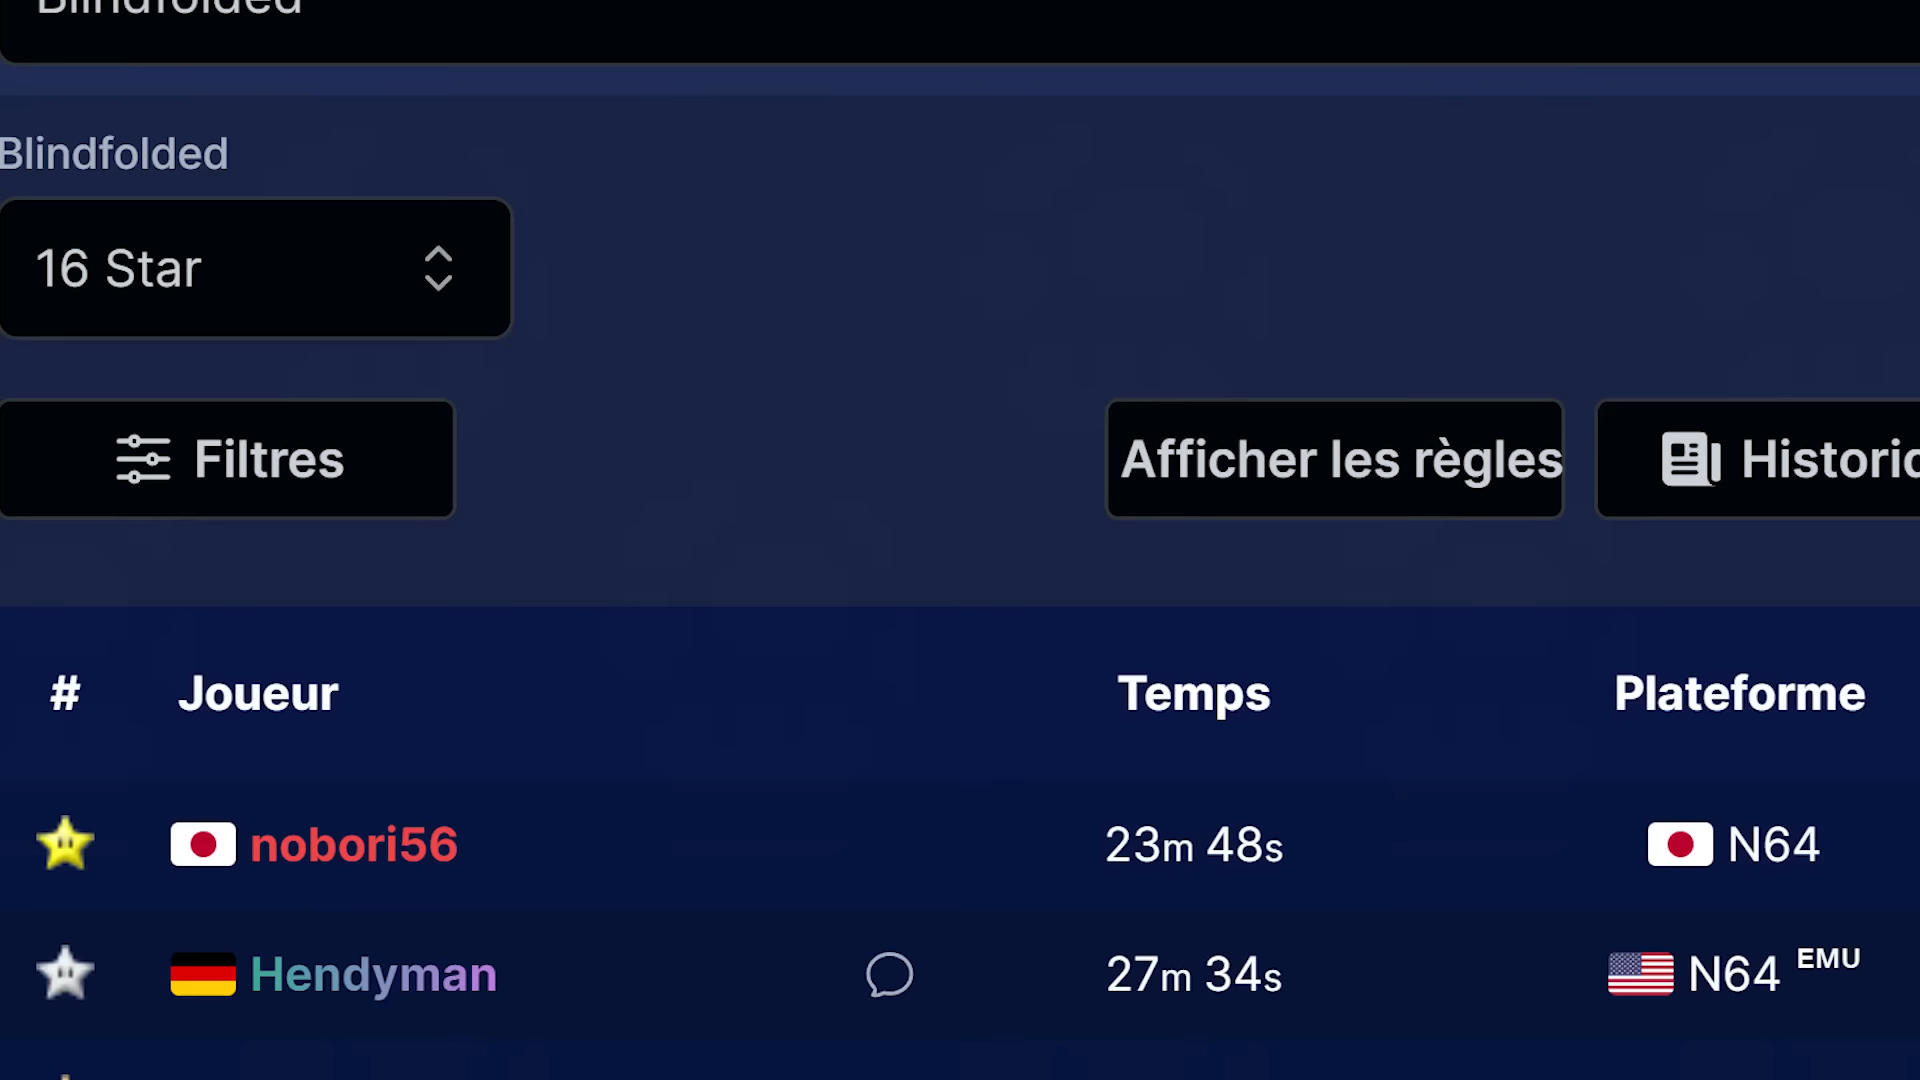 Blindfolded
Blindfolded
16 Star
Filtres
Afficher les règles
Historic
# Joueur Temps Plateforme
nobori56 23m 48s N64
Hendyman 27m 34s N64 EMU